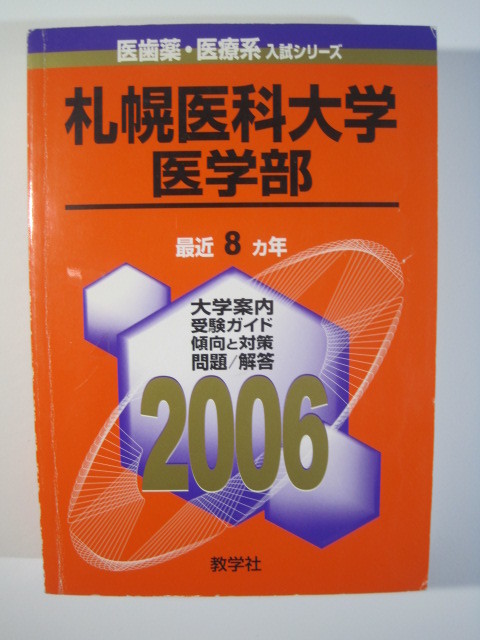 医歯薬・医療系 入試シリーズ
札幌医科大学
医学部
最近 8 カ年
大学案内
受験ガイド
傾向と対策
問題/解答
2006
教学社